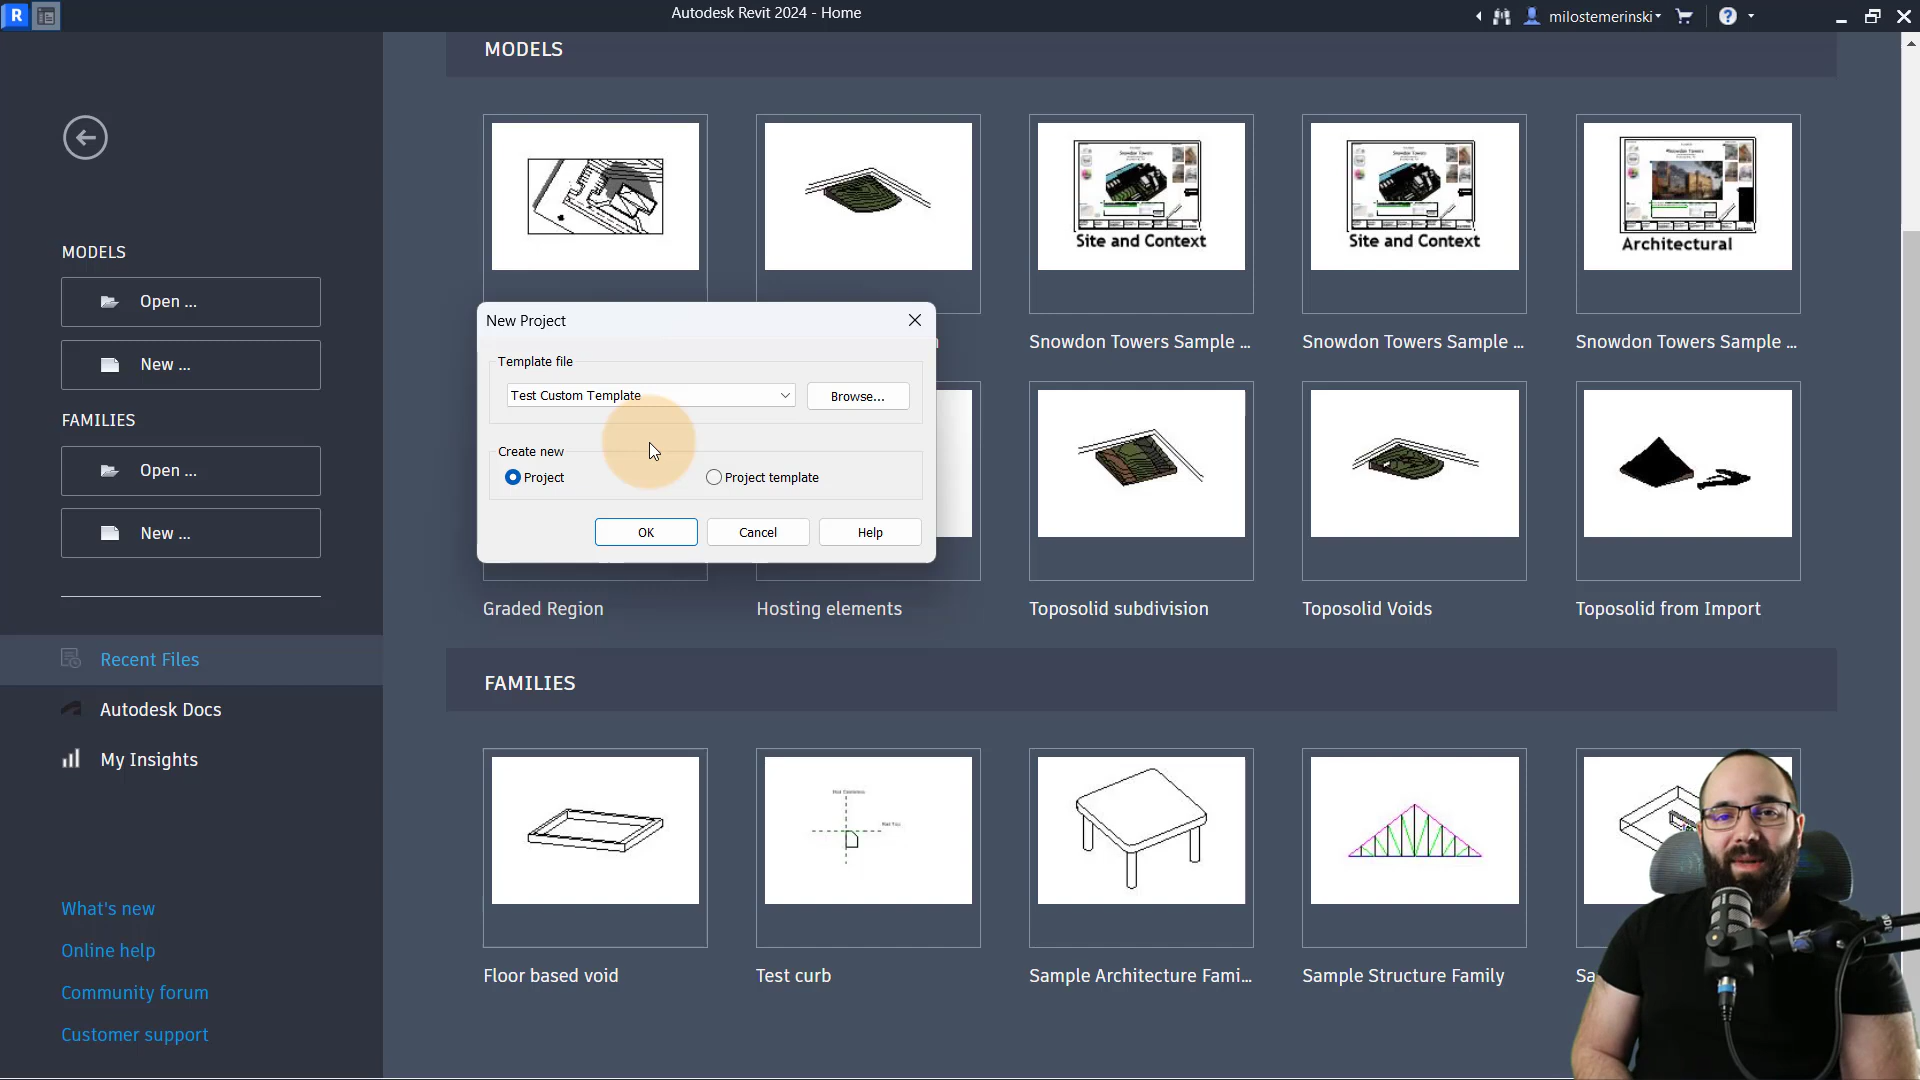 R
Autodesk Revit 2024 - Home
milostemerinski
?
MODELS
Open ...
New ...
FAMILIES
Open ...
New ...
Recent Files
Autodesk Docs
My Insights
What's new
Online help
Community forum
Customer support
MODELS
Site and Context
Site and Context
Architectural
Snowdon Towers Sample ...
Snowdon Towers Sample ...
Snowdon Towers Sample ...
New Project
Template file
Test Custom Template
Browse...
Create new
Project
Project template
OK
Cancel
Help
Graded Region
Hosting elements
Toposolid subdivision
Toposolid Voids
Toposolid from Import
FAMILIES
Floor based void
Test curb
Sample Architecture Fami...
Sample Structure Family
Sa